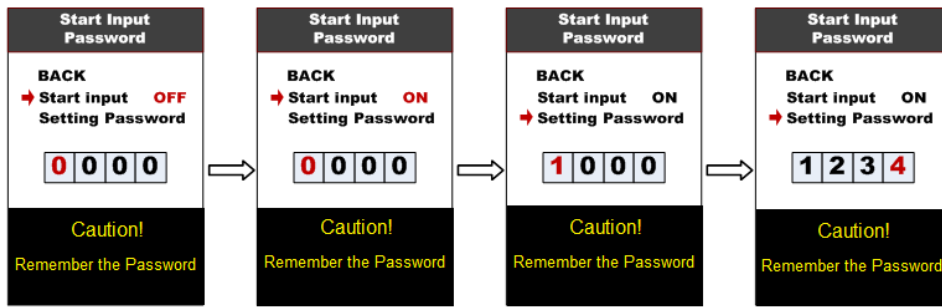 Start Input
Password
BACK
Start input OFF
Setting Password
0 0 0 0
Caution!
Remember the Password
Start Input
Password
BACK
Start input ON
Setting Password
0 0 0 0
Caution!
Remember the Password
Start Input
Password
BACK
Start input ON
Setting Password
1 0 0 0
Caution!
Remember the Password
Start Input
Password
BACK
Start input ON
Setting Password
1 2 3 4
Caution!
Remember the Password